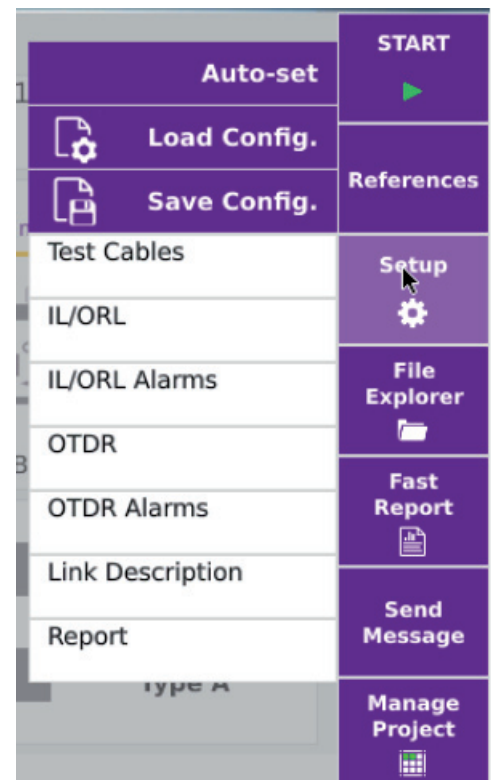 Auto-set
Load Config.
Save Config.
Test Cables
IL/ORL
IL/ORL Alarms
OTDR
OTDR Alarms
Link Description
Report
Type A
START
References
Setup
File
Explorer
Fast
Report
Send
Message
Manage
Project